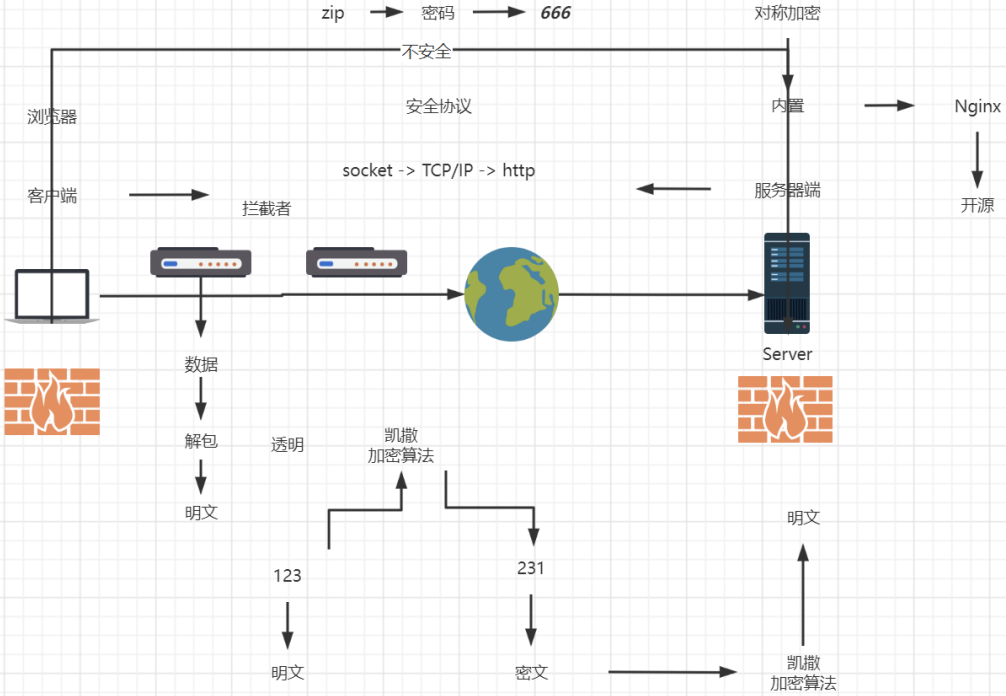 zip
密码
666
对称加密
不安全
浏览器
安全协议
内置
Nginx
socket -> TCP/IP -> http
客户端
拦截者
服务器端
开源
Server
数据
解包
透明
凯撒
加密算法
明文
明文
123
231
明文
密文
凯撒
加密算法